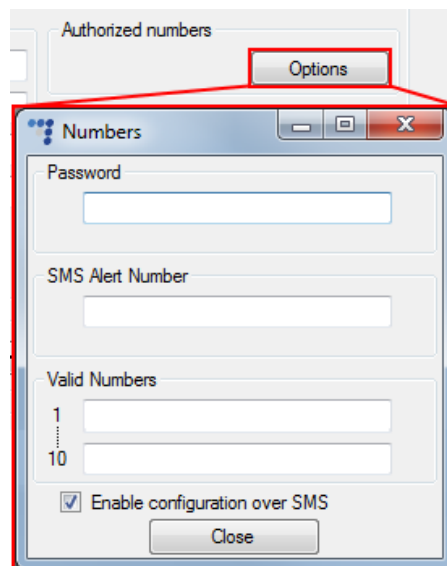 Authorized numbers
Options
Numbers
Password
SMS Alert Number
Valid Numbers
1
10
Enable configuration over SMS
Close